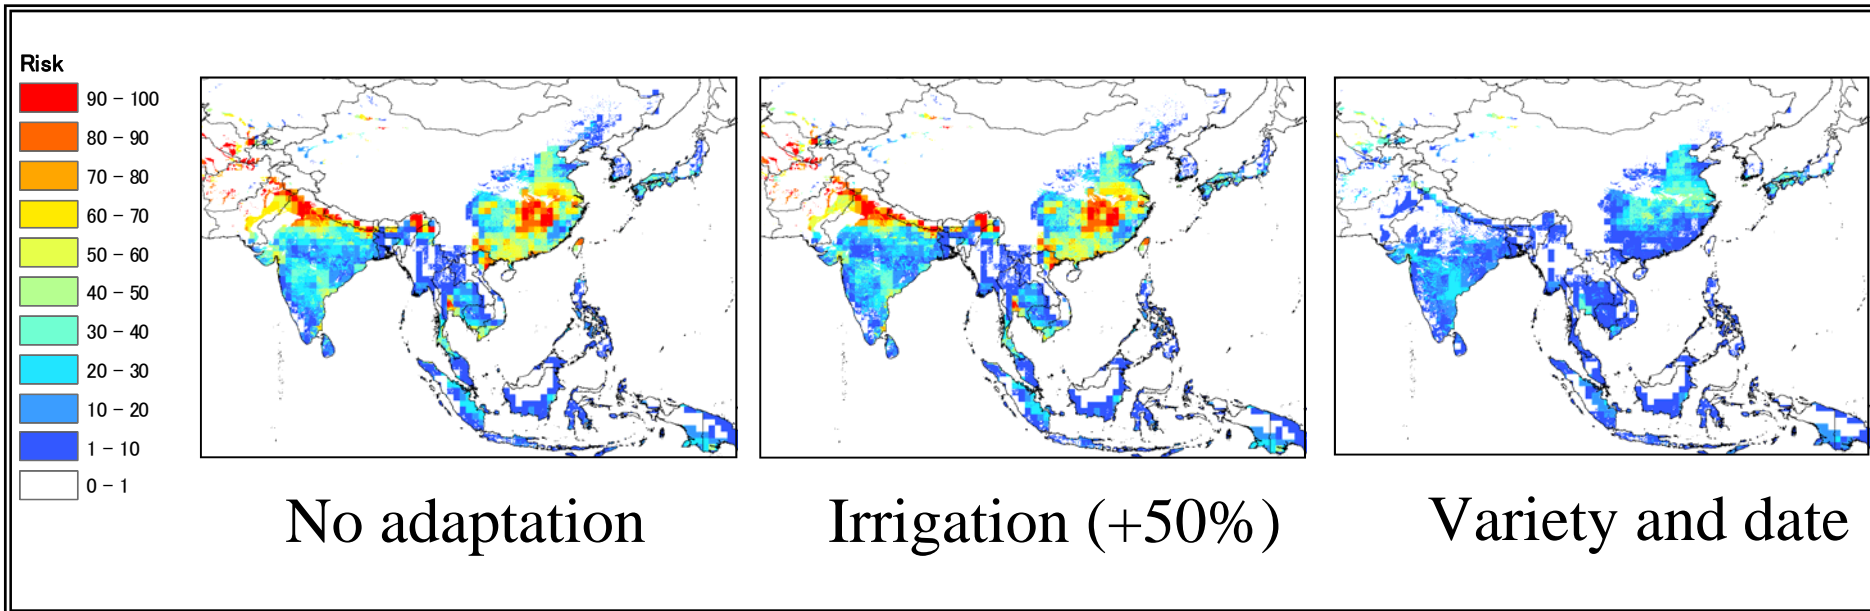 Risk
90 - 100
80 - 90
70 - 80
60 - 70
50 - 60
40 - 50
30 - 40
20 - 30
10 - 20
1 - 10
0 - 1
No adaptation
Irrigation (+50%)
Variety and date